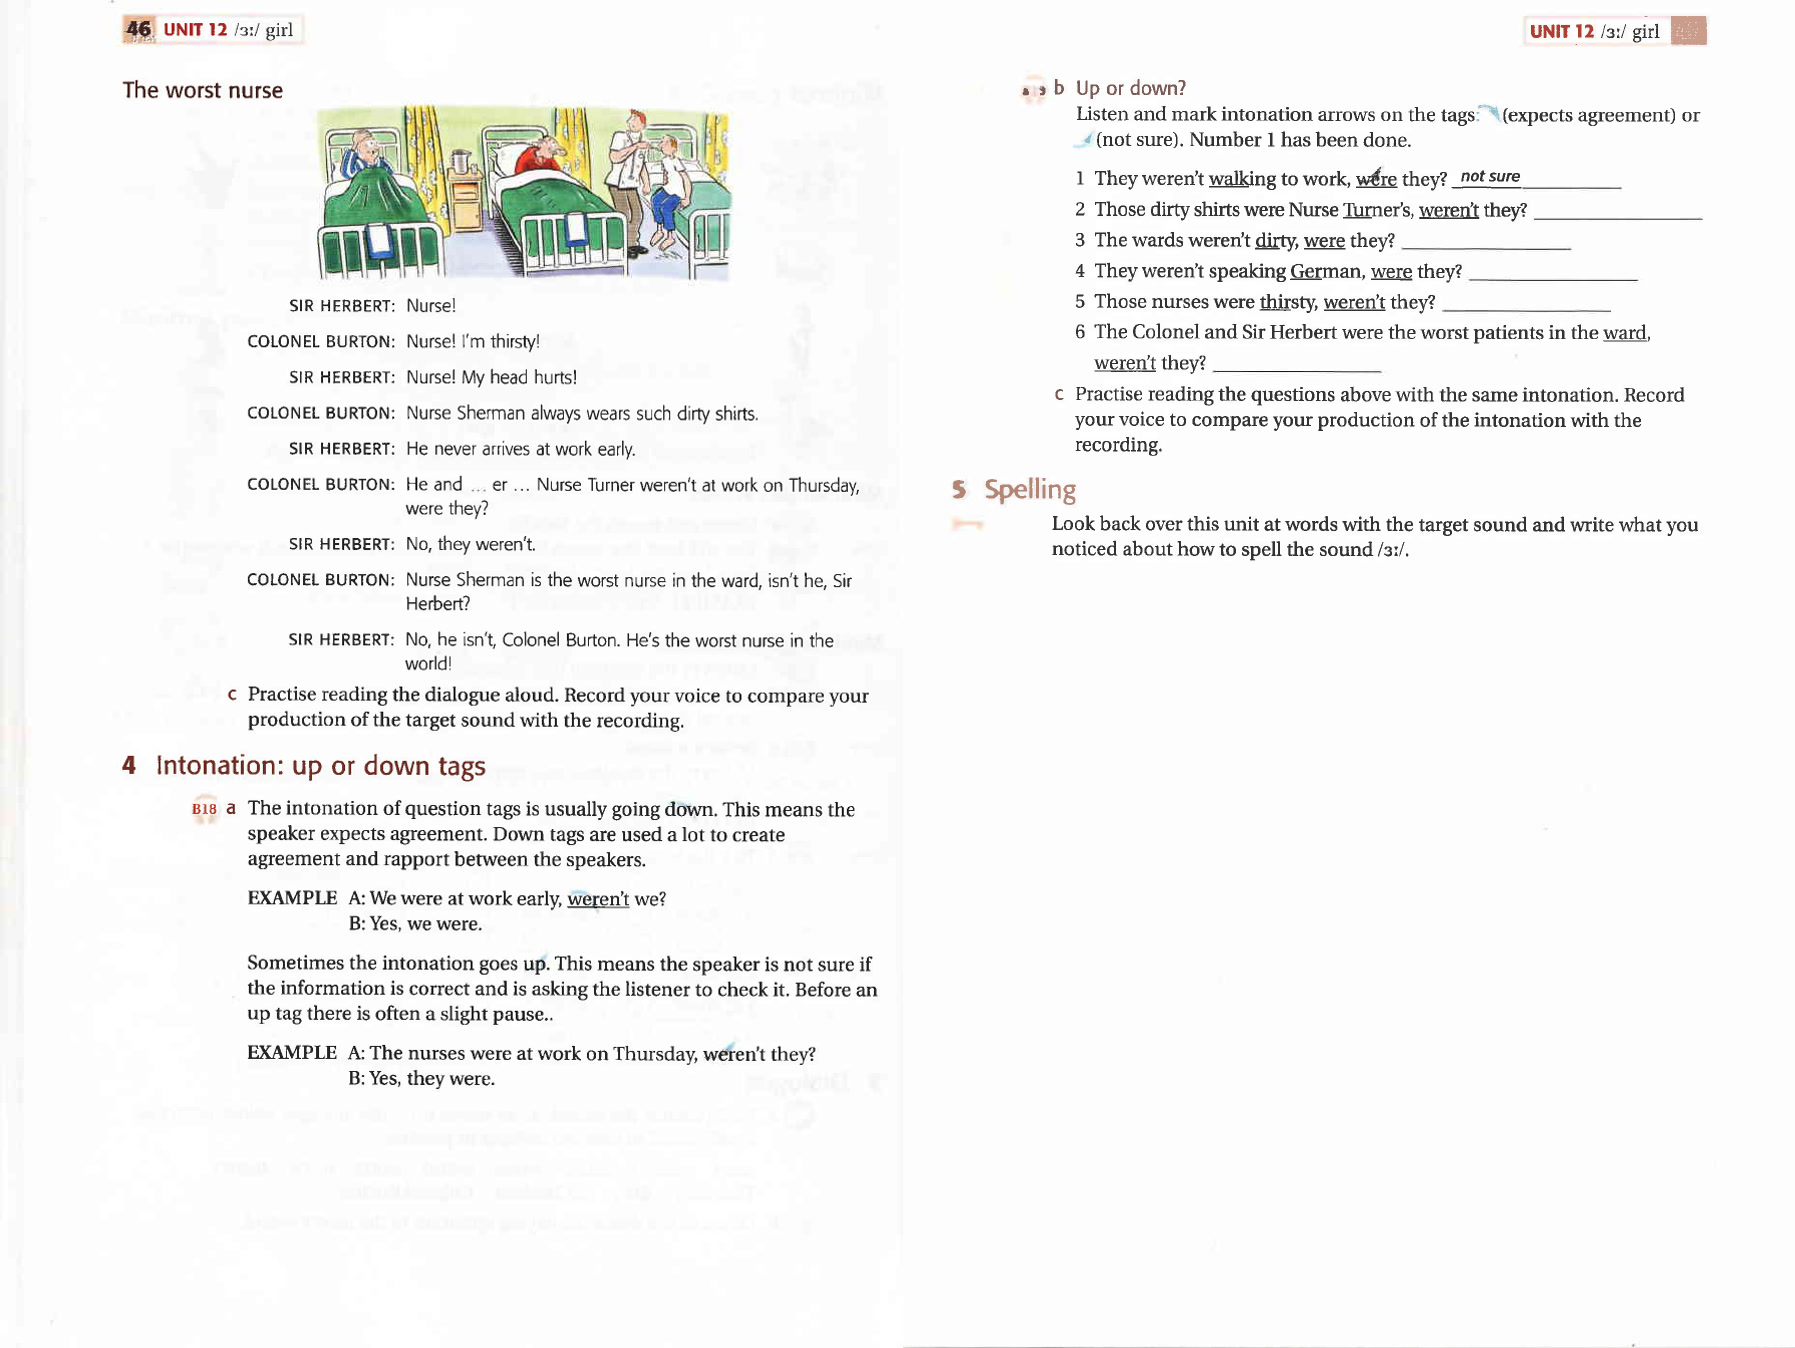 46 UNIT 12 /ɜː/ girl
The worst nurse
SIR HERBERT: Nurse!
COLONEL BURTON: Nurse! I'm thirsty!
SIR HERBERT: Nurse! My head hurts!
COLONEL BURTON: Nurse Sherman always wears such dirty shirts.
SIR HERBERT: He never arrives at work early.
COLONEL BURTON: He and ... er ... Nurse Turner weren't at work on Thursday,
were they?
SIR HERBERT: No, they weren't.
COLONEL BURTON: Nurse Sherman is the worst nurse in the ward, isn't he, Sir
Herbert?
SIR HERBERT: No, he isn't, Colonel Burton. He's the worst nurse in the
world!
c Practise reading the dialogue aloud. Record your voice to compare your
production of the target sound with the recording.
4 Intonation: up or down tags
B18 a The intonation of question tags is usually going down. This means the
speaker expects agreement. Down tags are used a lot to create
agreement and rapport between the speakers.
EXAMPLE A: We were at work early, weren't we?
B: Yes, we were.
Sometimes the intonation goes up. This means the speaker is not sure if
the information is correct and is asking the listener to check it. Before an
up tag there is often a slight pause..
EXAMPLE A: The nurses were at work on Thursday, weren't they?
B: Yes, they were.
UNIT 12 /ɜː/ girl
b Up or down?
Listen and mark intonation arrows on the tags: (expects agreement) or
(not sure). Number 1 has been done.
1 They weren't walking to work, were they? not sure
2 Those dirty shirts were Nurse Turner's, weren't they?
3 The wards weren't dirty, were they?
4 They weren't speaking German, were they?
5 Those nurses were thirsty, weren't they?
6 The Colonel and Sir Herbert were the worst patients in the ward,
weren't they?
c Practise reading the questions above with the same intonation. Record
your voice to compare your production of the intonation with the
recording.
5 Spelling
Look back over this unit at words with the target sound and write what you
noticed about how to spell the sound /ɜː/.